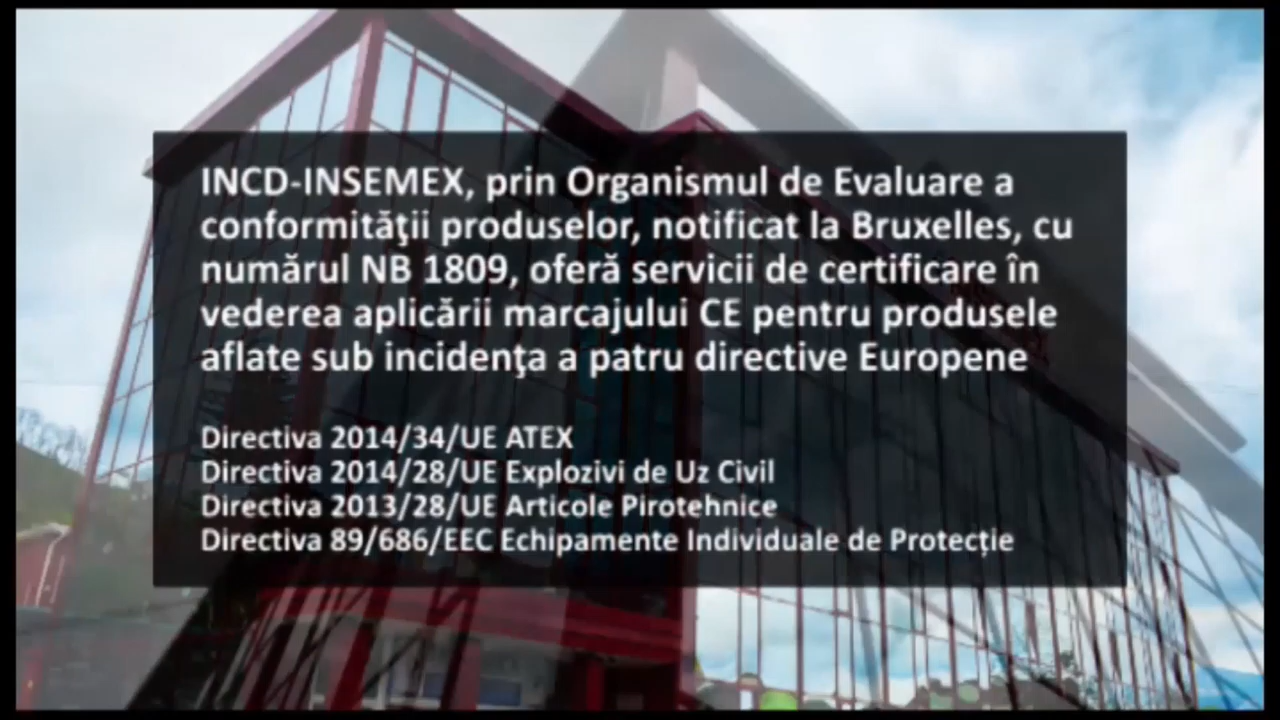 INCD-INSEMEX, prin Organismul de Evaluare a
conformităţii produselor, notificat la Bruxelles, cu
numărul NB 1809, oferă servicii de certificare în
vederea aplicării marcajului CE pentru produsele
aflate sub incidenţa a patru directive Europene
Directiva 2014/34/UE ATEX
Directiva 2014/28/UE Explozivi de Uz Civil
Directiva 2013/28/UE Articole Pirotehnice
Directiva 89/686/EEC Echipamente Individuale de Protecție